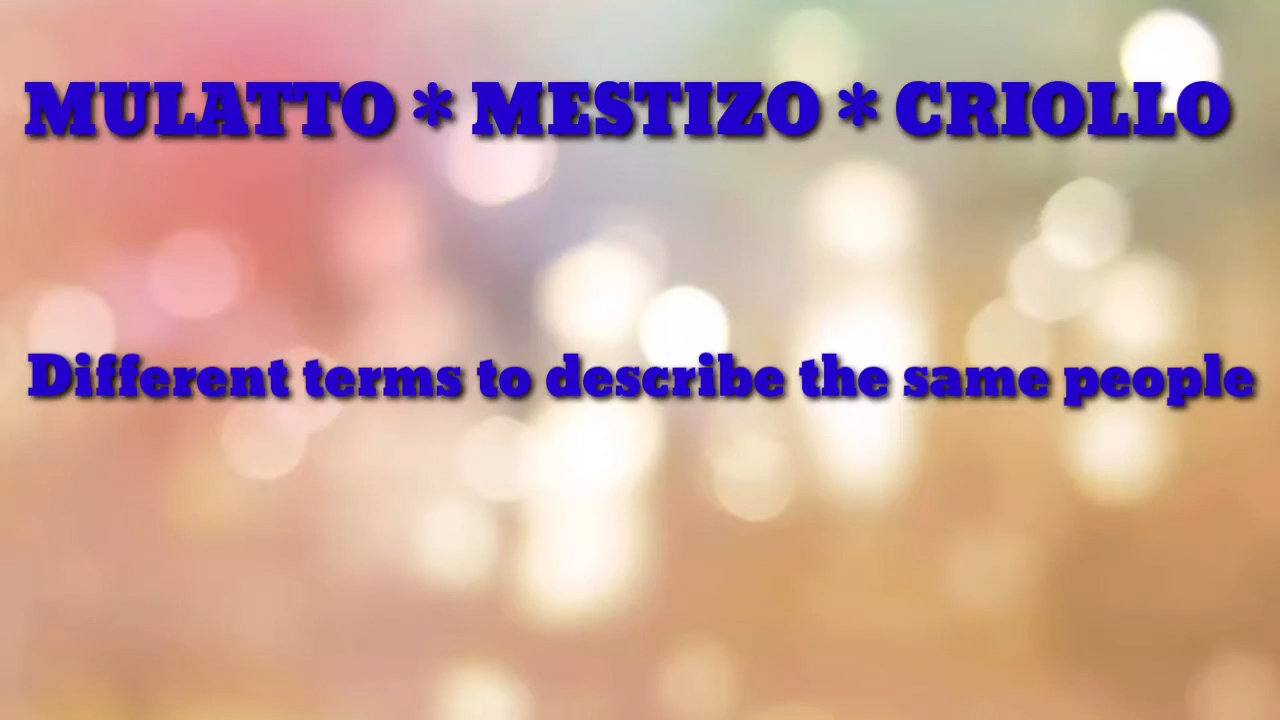 MULATTO * MESTIZO * CRIOLLO
Different terms to describe the same people